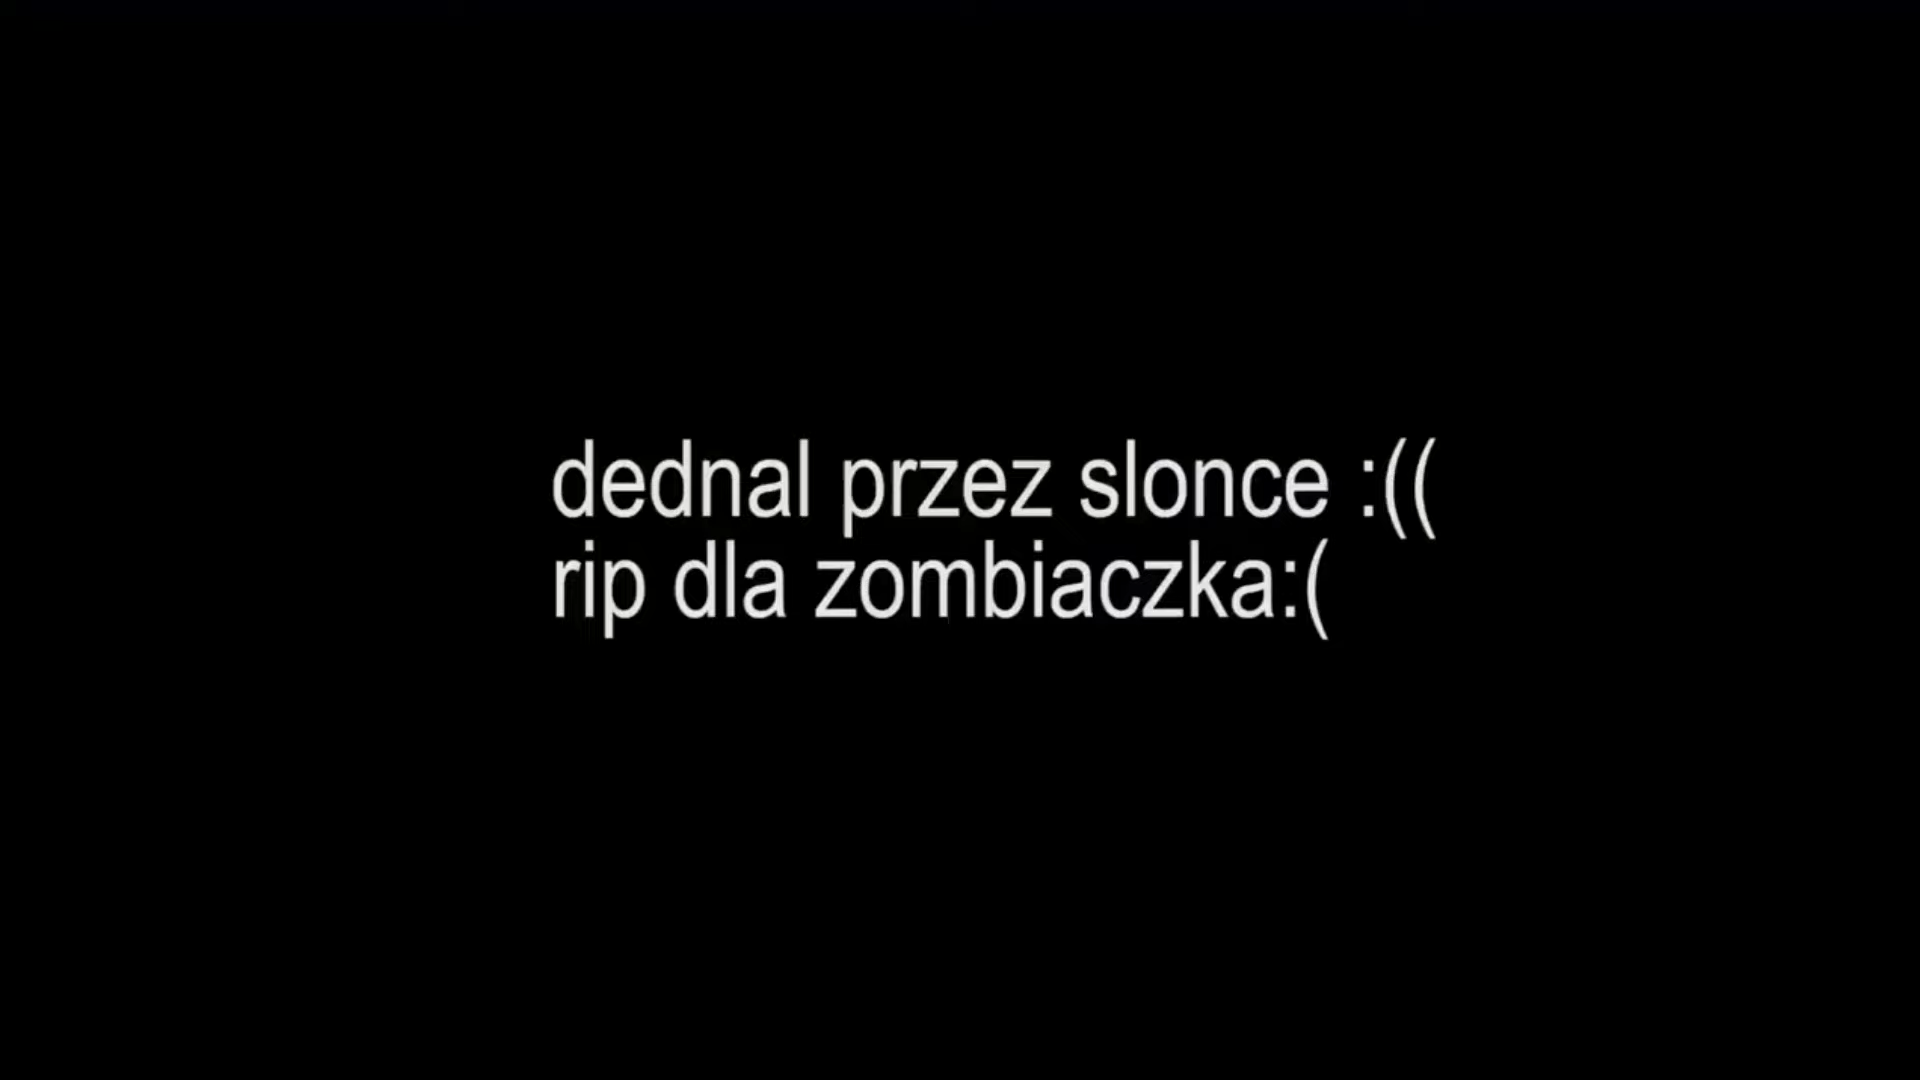 dednal przez slonce :((
rip dla zombiaczka:(